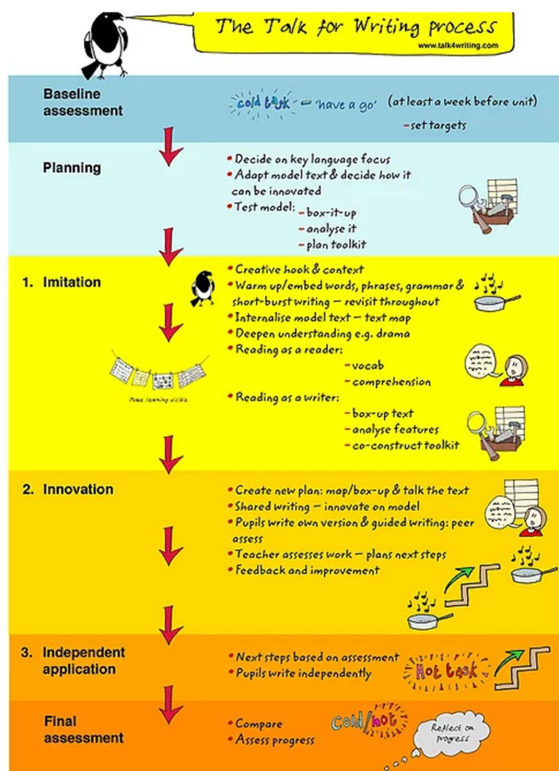 The Talk for Writing process
www.talk4writing.com
Baseline
assessment
cold task – 'have a go'
(at least a week before unit)
– set targets
Planning
• Decide on key language focus
• Adapt model text & decide how it
can be innovated
• Test model:
– box-it-up
– analyse it
– plan toolkit
1. Imitation
• Creative hook & context
• Warm up/embed words, phrases, grammar &
short-burst writing – revisit throughout
• Internalise model text – text map
• Deepen understanding e.g. drama
• Reading as a reader:
– vocab
– comprehension
Make learning visible
• Reading as a writer:
– box-up text
– analyse features
– co-construct toolkit
2. Innovation
• Create new plan: map/box-up & talk the text
• Shared writing – innovate on model
• Pupils write own version & guided writing: peer
assess
• Teacher assesses work – plans next steps
• Feedback and improvement
3. Independent
application
• Next steps based on assessment
• Pupils write independently
Hot task
Final
assessment
• Compare
• Assess progress
Cold/hot
Reflect on
progress